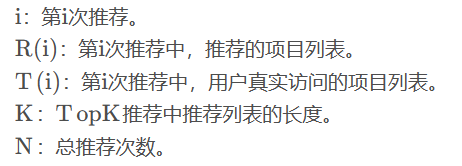 i：第i次推荐。
R(i)：第i次推荐中，推荐的项目列表。
T(i)：第i次推荐中，用户真实访问的项目列表。
K：TopK推荐中推荐列表的长度。
N：总推荐次数。